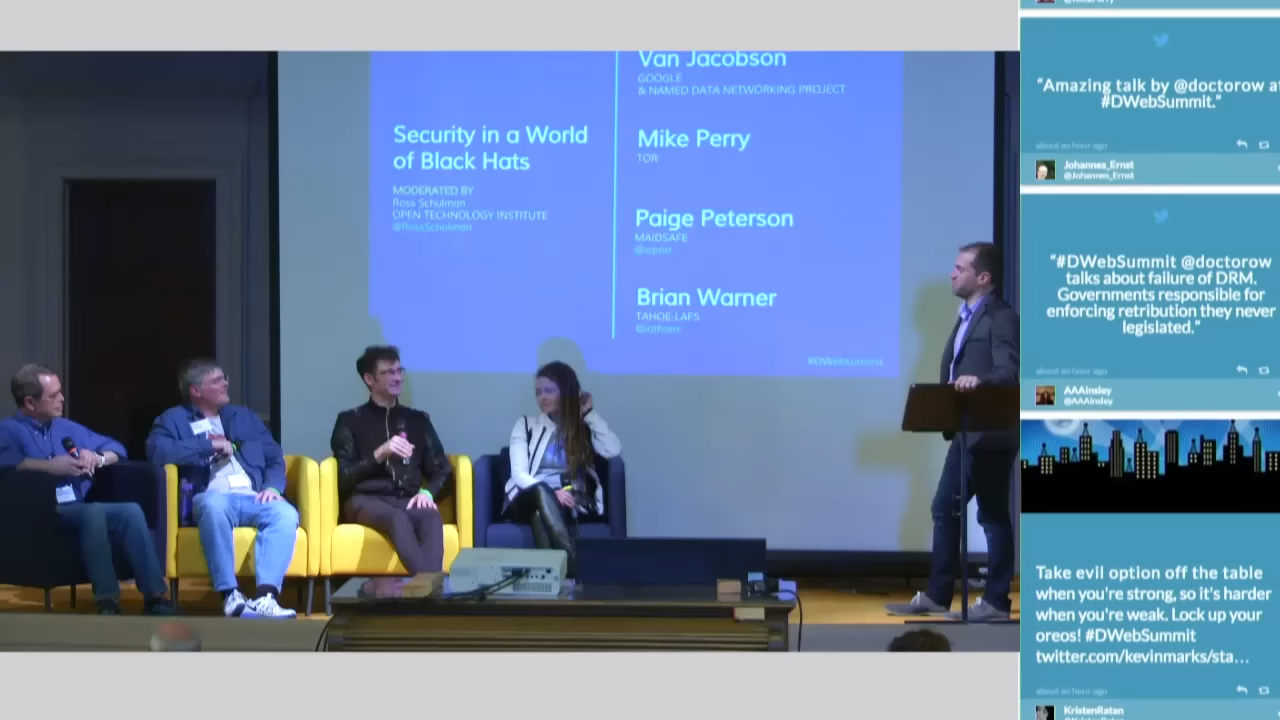 Security in a World
of Black Hats
MODERATED BY
Ross Schulman
OPEN TECHNOLOGY INSTITUTE
@RossSchulman
Van Jacobson
GOOGLE
& NAMED DATA NETWORKING PROJECT
Mike Perry
TOR
Paige Peterson
MAIDSAFE
Brian Warner
TAHOE-LAFS
@lotharrr
#DWebSummit
“Amazing talk by @doctorow at
#DWebSummit.”
about an hour ago
Johannes_Ernst
@Johannes_Ernst
“#DWebSummit @doctorow
talks about failure of DRM.
Governments responsible for
enforcing retribution they never
legislated.”
about an hour ago
AAAinsley
@AAAinsley
Take evil option off the table
when you're strong, so it's harder
when you're weak. Lock up your
oreos! #DWebSummit
twitter.com/kevinmarks/sta…
about an hour ago
KristenRatan